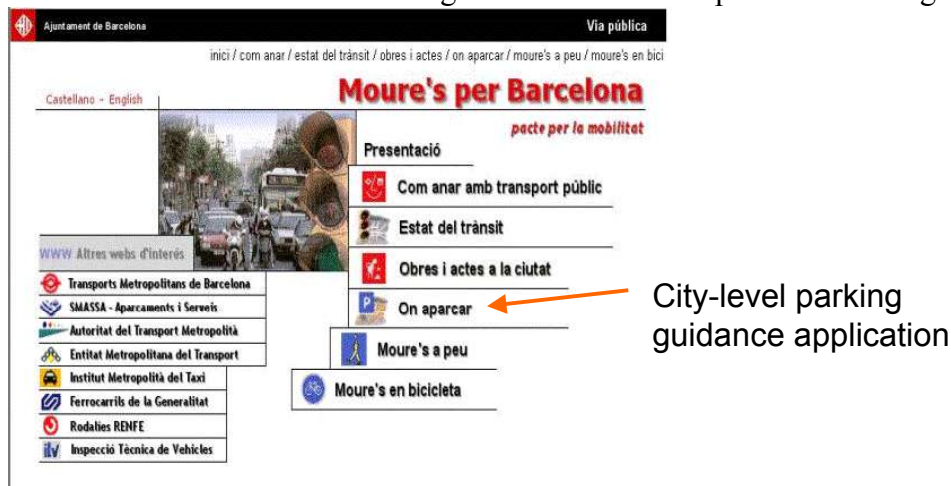 Ajuntament de Barcelona
Via pública
inici / com anar / estat del trànsit / obres i actes / on aparcar / moure's a peu / moure's en bici
Castellano - English
Moure's per Barcelona
pacte per la mobilitat
Presentació
Com anar amb transport públic
Estat del trànsit
Obres i actes a la ciutat
On aparcar
Moure's a peu
Moure's en bicicleta
WWW Altres webs d'interés
Transports Metropolitans de Barcelona
SMASSA - Aparcaments i Serveis
Autoritat del Transport Metropolità
Entitat Metropolitana del Transport
Institut Metropolità del Taxi
Ferrocarrils de la Generalitat
Rodalies RENFE
itv Inspecció Tècnica de Vehicles
City-level parking
guidance application